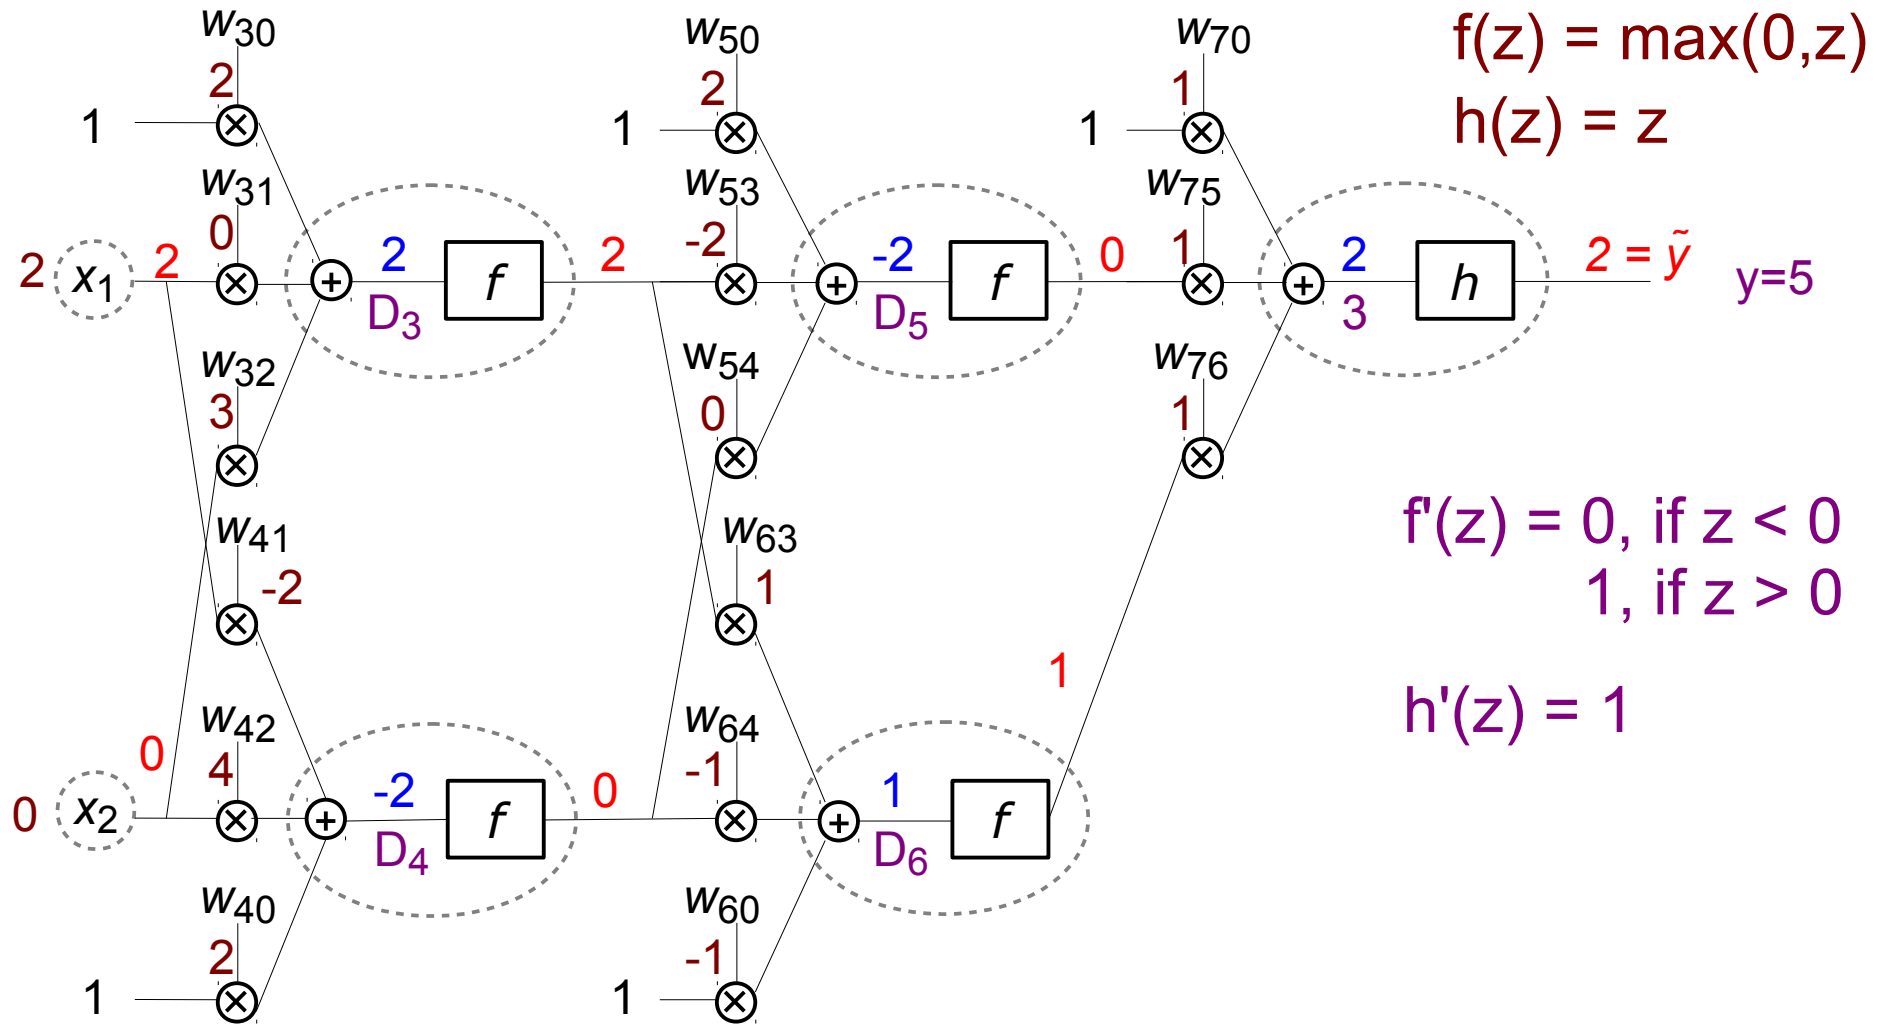 w30
w50
w70
f(z) = max(0,z)
2
2
1
h(z) = z
1
1
1
w31
w53
w75
0
-2
1
2
x1
2
2
f
2
-2
f
0
2
h
2 = ỹ
y=5
D3
D5
3
w32
w54
w76
3
0
1
w41
w63
f'(z) = 0, if z < 0
-2
1
1, if z > 0
1
w42
w64
h'(z) = 1
0
4
-1
0
x2
-2
f
0
1
f
D4
D6
w40
w60
2
-1
1
1